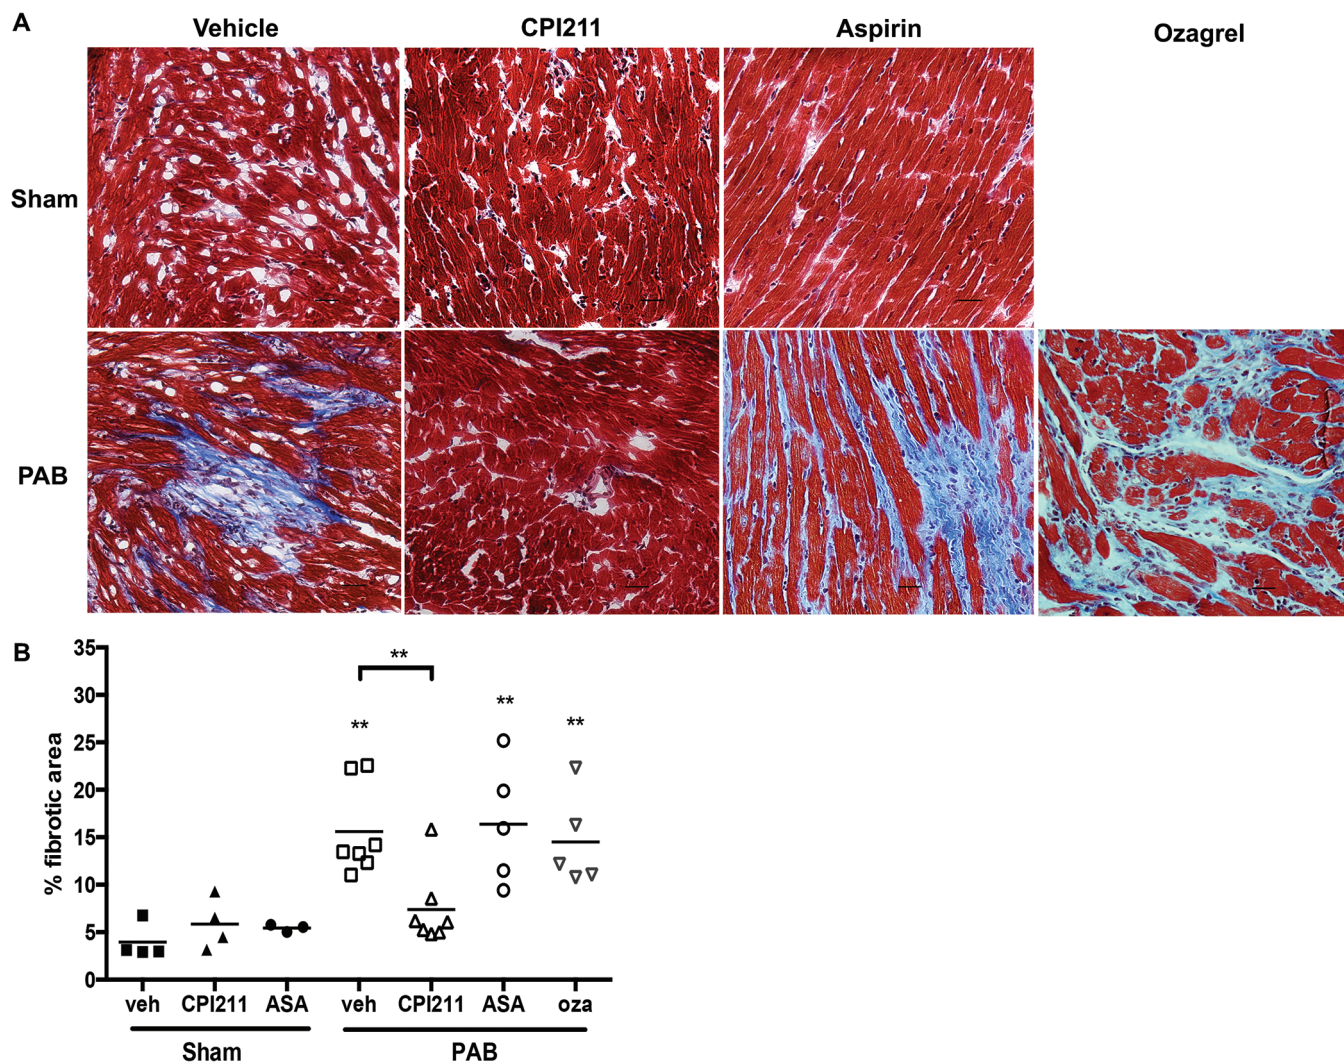 A
Vehicle CPI211 Aspirin Ozagrel
Sham
PAB
B
35
30
25
20
15
10
5
0
% fibrotic area
**
** ** **
veh CPI211 ASA veh CPI211 ASA oza
Sham PAB